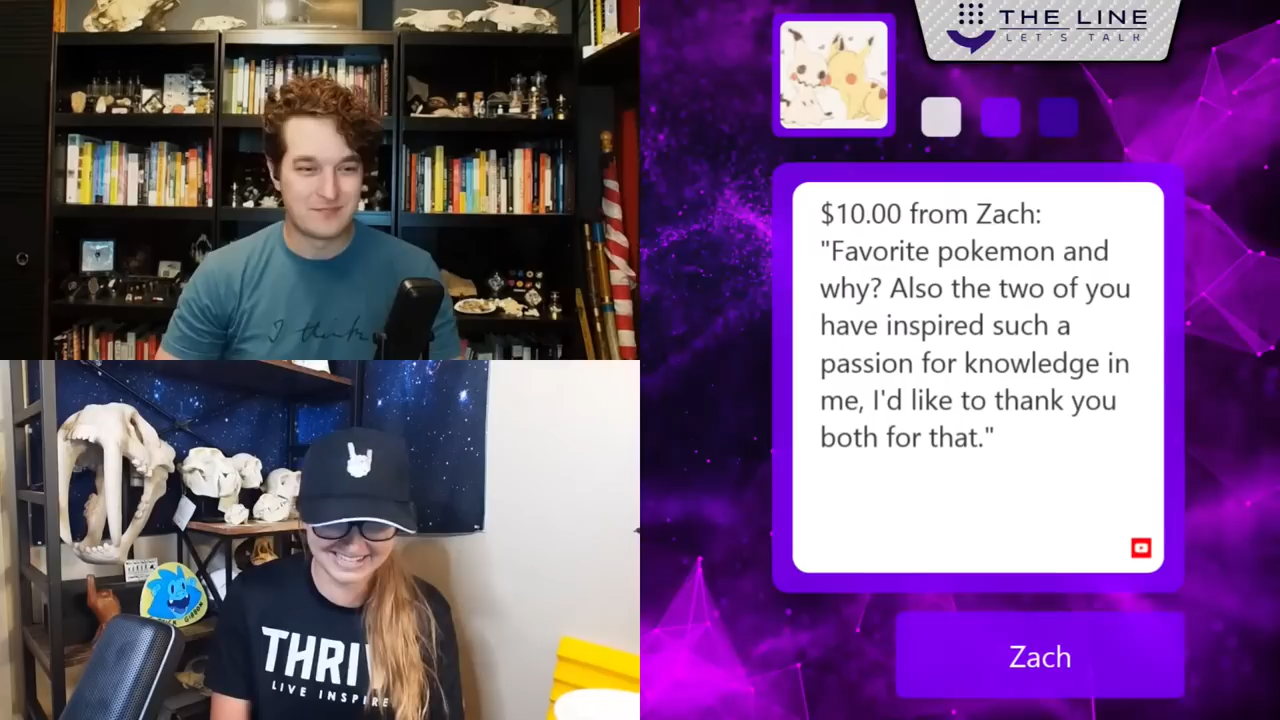 THE LINE
LET'S TALK
$10.00 from Zach:
"Favorite pokemon and
why? Also the two of you
have inspired such a
passion for knowledge in
me, I'd like to thank you
both for that."
Zach
I think
THRIV
LIVE INSPIRE